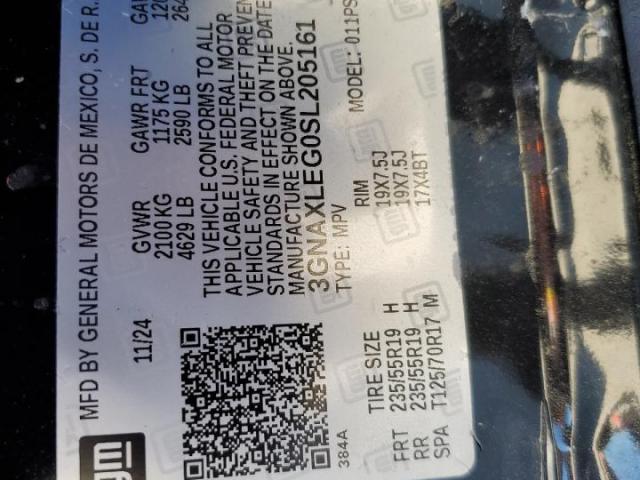 gm
MFD BY GENERAL MOTORS DE MEXICO, S. DE R.
11/24
GVWR
2100 KG
4629 LB
GAWR FRT
1175 KG
2590 LB
THIS VEHICLE CONFORMS TO ALL
APPLICABLE U.S. FEDERAL MOTOR
VEHICLE SAFETY AND THEFT PREVEN
STANDARDS IN EFFECT ON THE DATE
MANUFACTURE SHOWN ABOVE.
3GNAXLEG0SL205161
TYPE: MPV
MODEL: 011PS
384A
TIRE SIZE RIM
FRT 235/55R19 H 19X7.5J
RR 235/55R19 H 19X7.5J
SPA T125/70R17 M 17X4BT